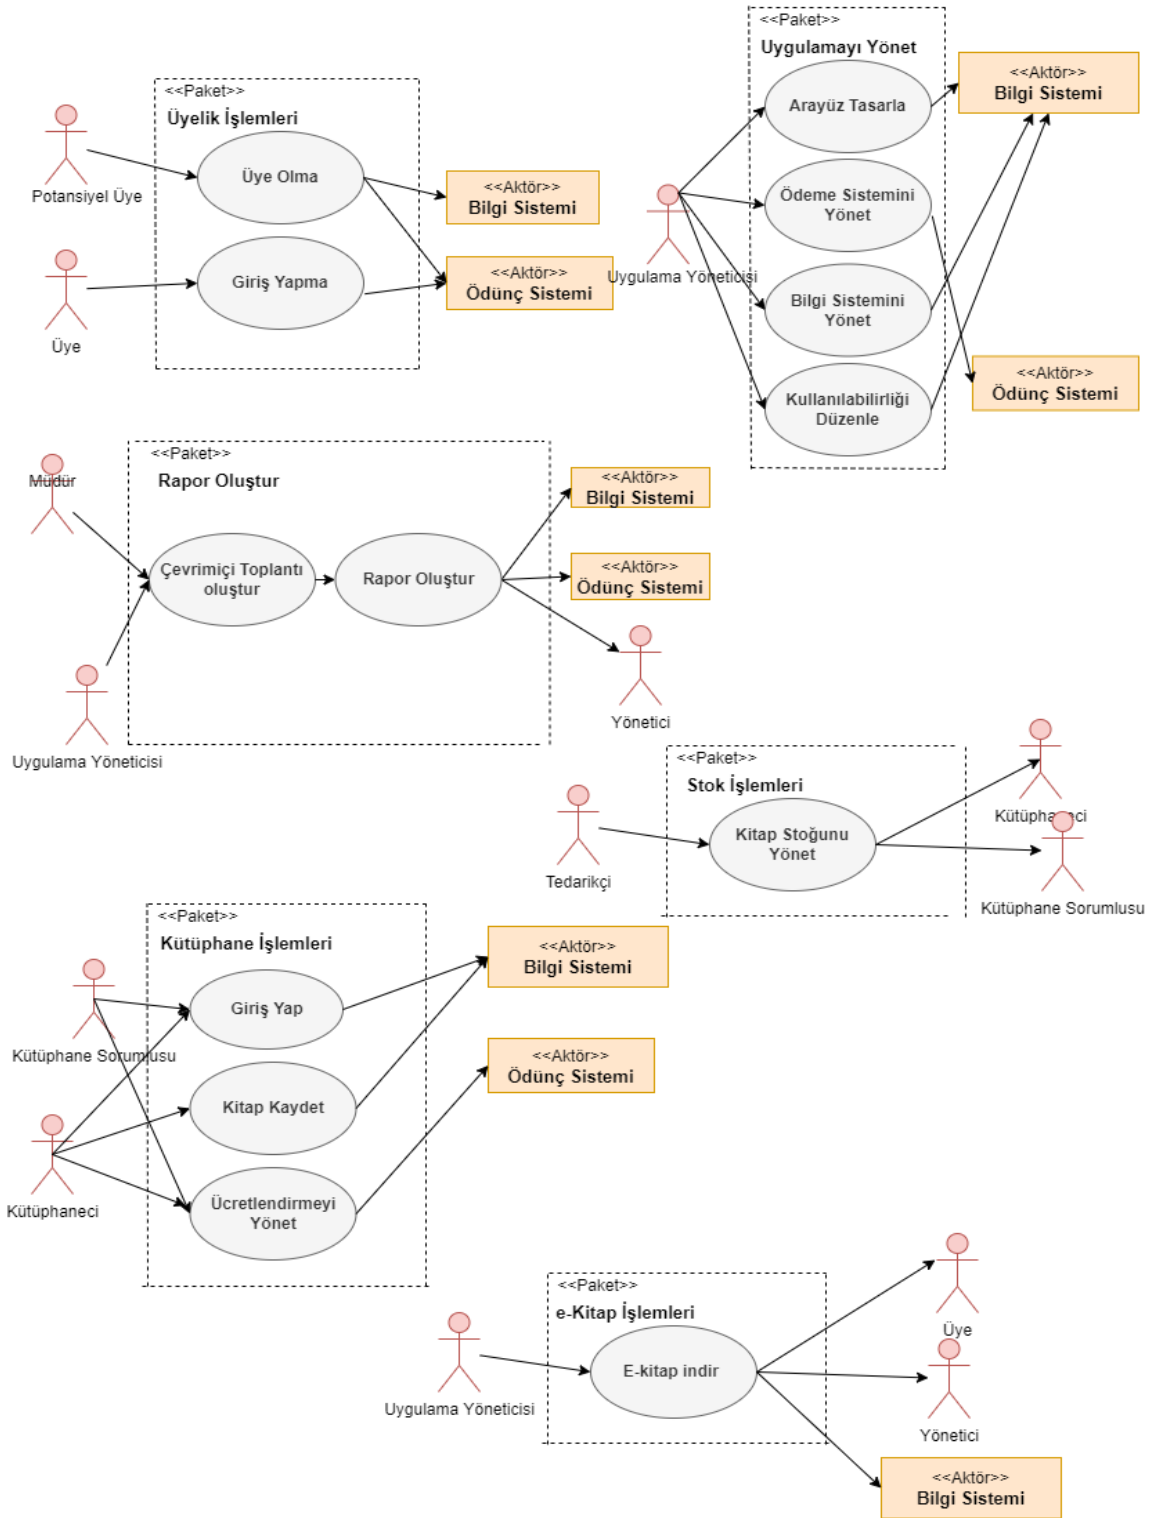 <<Paket>>
Üyelik İşlemleri
Potansiyel Üye
Üye Olma
<<Aktör>>
Bilgi Sistemi
Üye
Giriş Yapma
<<Aktör>>
Ödünç Sistemi
<<Paket>>
Uygulamayı Yönet
Arayüz Tasarla
<<Aktör>>
Bilgi Sistemi
Ödeme Sistemini
Yönet
Uygulama Yöneticisi
Bilgi Sistemini
Yönet
Kullanılabilirliği
Düzenle
<<Aktör>>
Ödünç Sistemi
<<Paket>>
Rapor Oluştur
Müdür
Çevrimiçi Toplantı
oluştur
Rapor Oluştur
<<Aktör>>
Bilgi Sistemi
<<Aktör>>
Ödünç Sistemi
Yönetici
Uygulama Yöneticisi
<<Paket>>
Stok İşlemleri
Tedarikçi
Kitap Stoğunu
Yönet
Kütüphaneci
Kütüphane Sorumlusu
<<Paket>>
Kütüphane İşlemleri
Kütüphane Sorumlusu
Giriş Yap
<<Aktör>>
Bilgi Sistemi
Kitap Kaydet
<<Aktör>>
Ödünç Sistemi
Kütüphaneci
Ücretlendirmeyi
Yönet
<<Paket>>
e-Kitap İşlemleri
Uygulama Yöneticisi
E-kitap indir
Üye
Yönetici
<<Aktör>>
Bilgi Sistemi